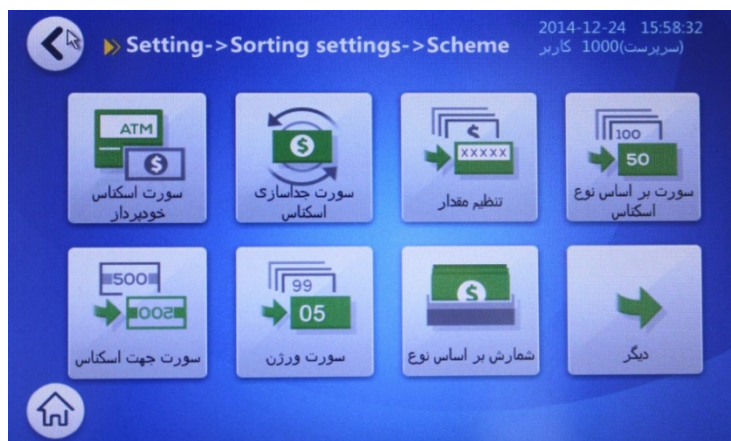 Setting->Sorting settings->Scheme
2014-12-24 15:58:32
کاربر 1000(سرپرست)
ATM
سورت اسکناس
خودپرداز
سورت جداسازی
اسکناس
XXXXX
تنظیم مقدار
100
50
سورت بر اساس نوع
اسکناس
500
500
سورت جهت اسکناس
99
05
سورت ورژن
شمارش بر اساس نوع
دیگر